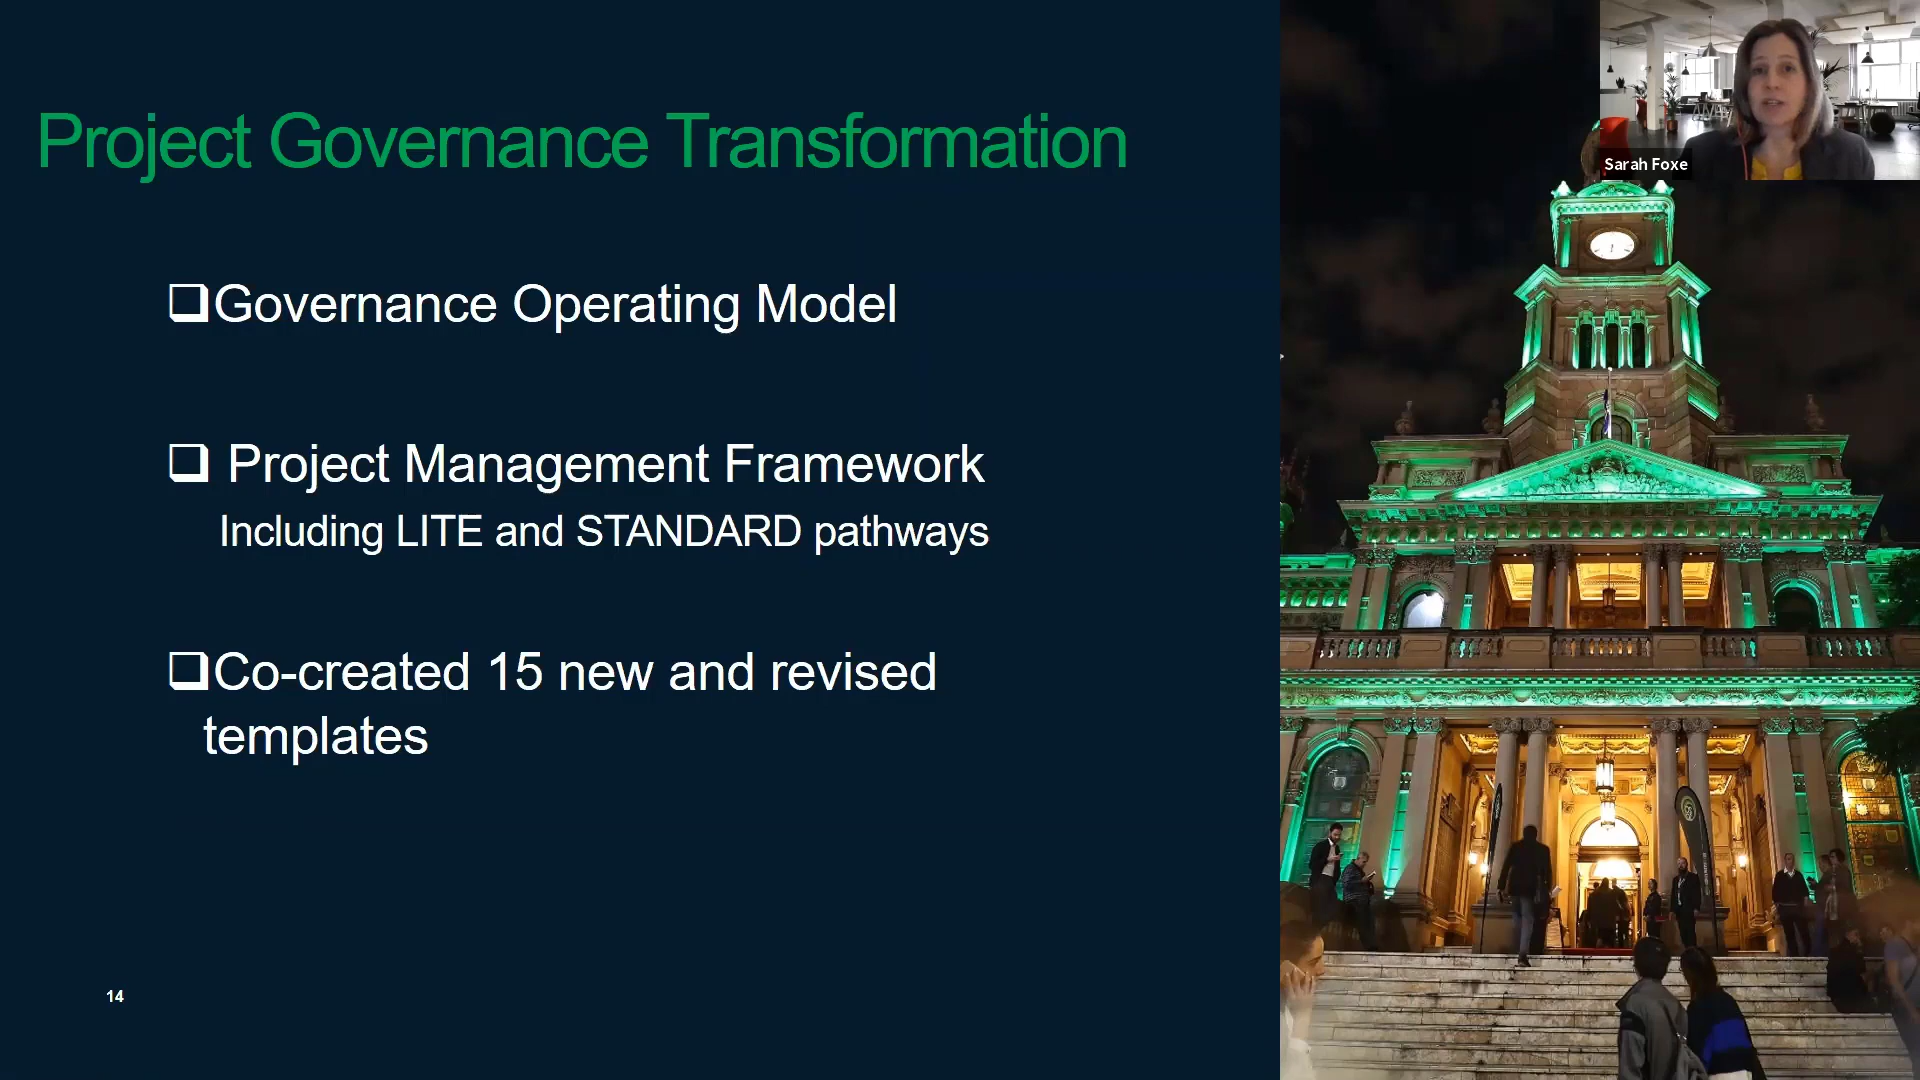 Project Governance Transformation
Sarah Foxe
Governance Operating Model
Project Management Framework
Including LITE and STANDARD pathways
Co-created 15 new and revised
templates
14